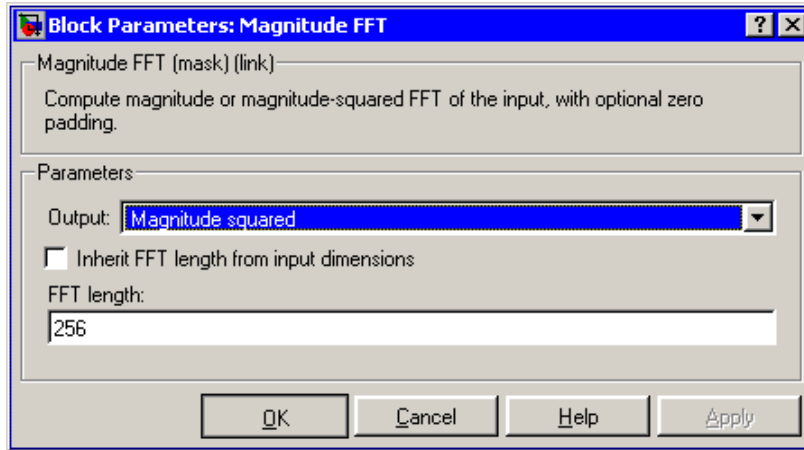 Block Parameters: Magnitude FFT
Magnitude FFT (mask) (link)
Compute magnitude or magnitude-squared FFT of the input, with optional zero
padding.
Parameters
Output: Magnitude squared
Inherit FFT length from input dimensions
FFT length:
256
OK Cancel Help Apply